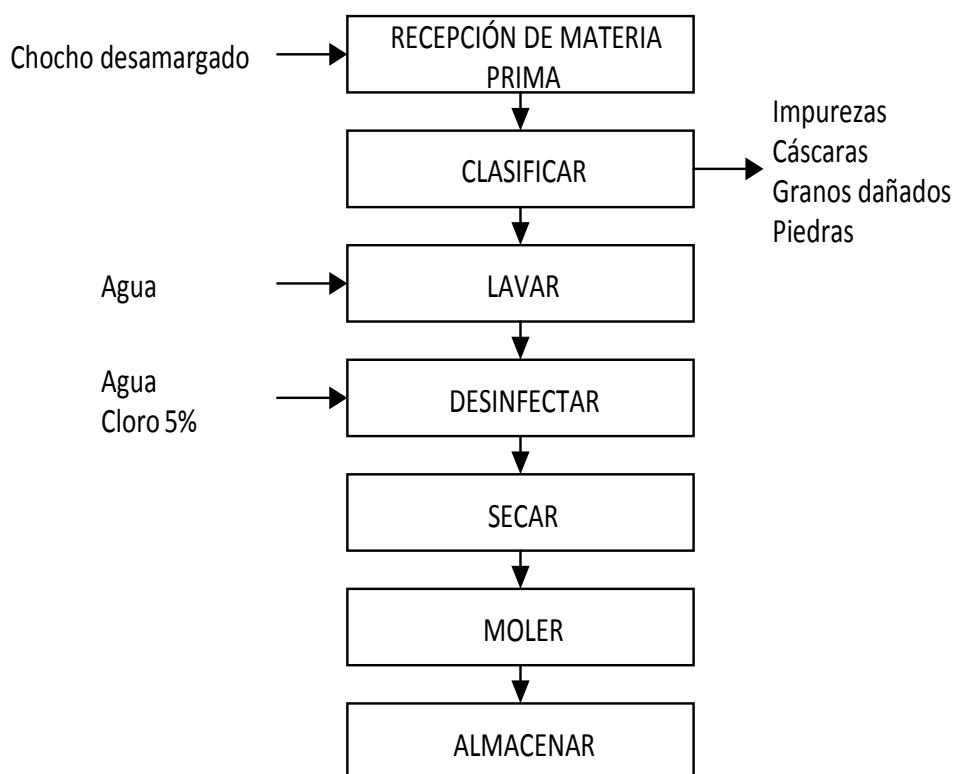 Chocho desamargado
RECEPCIÓN DE MATERIA
PRIMA
CLASIFICAR
Impurezas
Cáscaras
Granos dañados
Piedras
Agua
LAVAR
Agua
Cloro 5%
DESINFECTAR
SECAR
MOLER
ALMACENAR